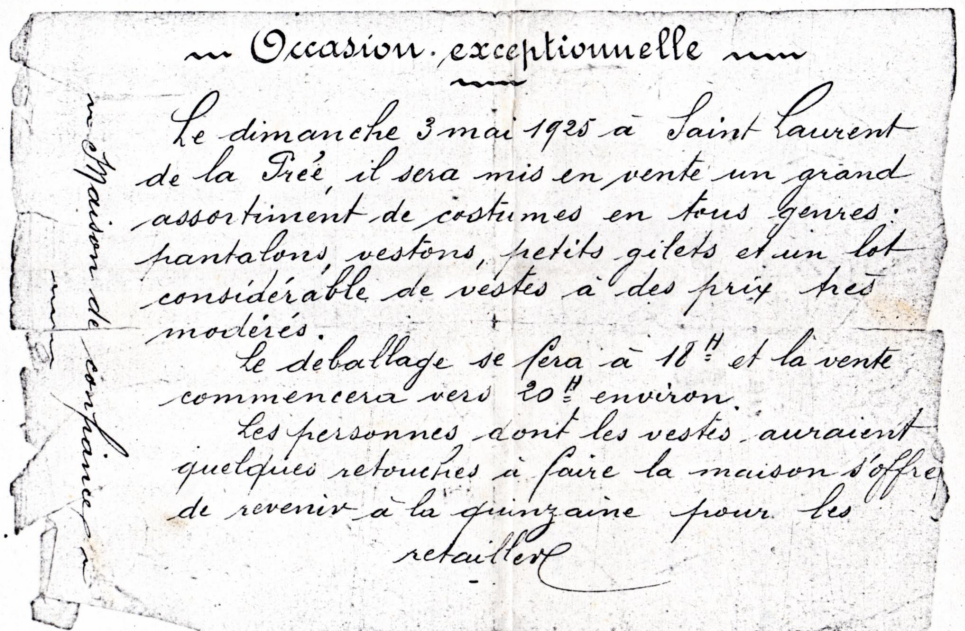 Occasion exceptionnelle
Le dimanche 3 mai 1925 à Saint Laurent
de la Préé, il sera mis en vente un grand
assortiment de costumes en tous genres.
pantalons, vestons, petits gilets et un lot
considérable de vestes à des prix très
modérés.
Le déballage se fera à 18 H et la vente
commencera vers 20 H environ.
Les personnes dont les vestes auraient
quelques retouches à faire la maison s'offre
de revenir à la quinzaine pour les
retailler
Maison de confiance